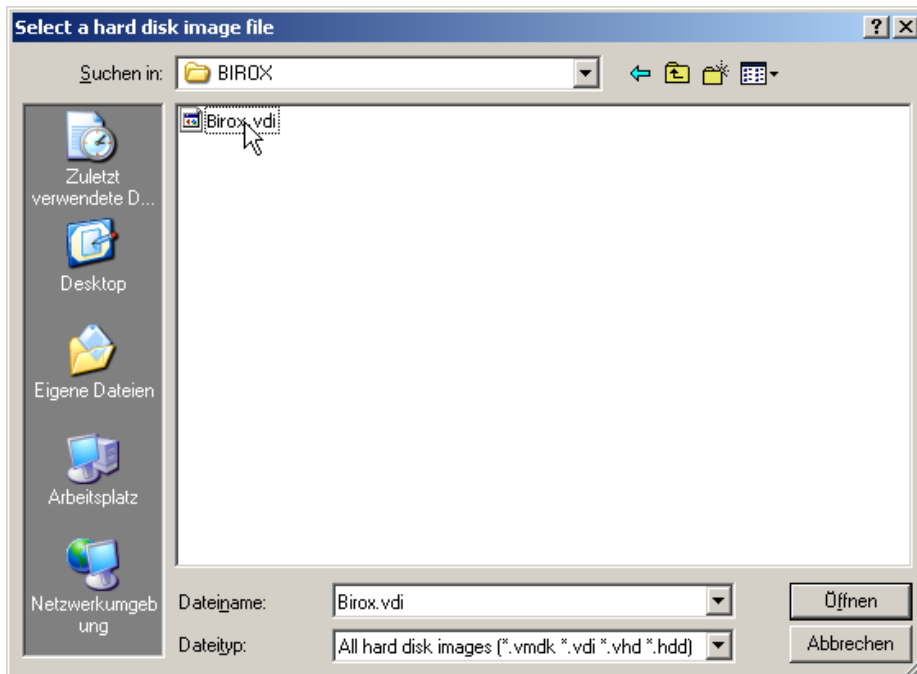 Select a hard disk image file
Suchen in: BIROX
Birox.vdi
Zuletzt
verwendete D...
Desktop
Eigene Dateien
Arbeitsplatz
Netzwerkumgeb
ung
Dateiname: Birox.vdi Öffnen
Dateityp: All hard disk images (*.vmdk *.vdi *.vhd *.hdd) Abbrechen